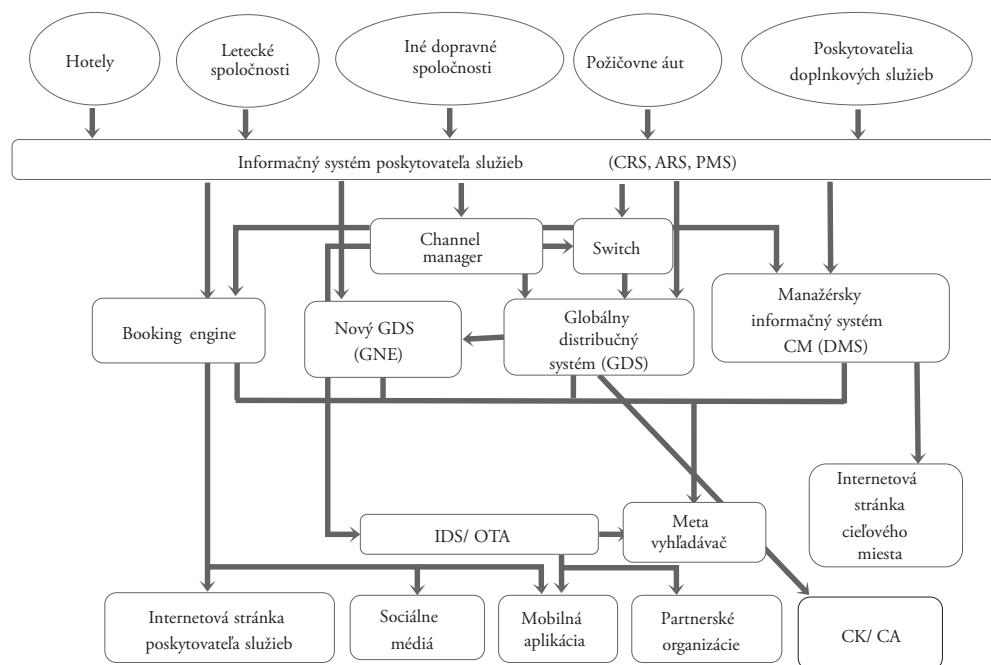 Hotely
Letecké
spoločnosti
Iné dopravné
spoločnosti
Požičovne áut
Poskytovatelia
doplnkových služieb
Informačný systém poskytovateľa služieb (CRS, ARS, PMS)
Channel
manager
Switch
Booking engine
Nový GDS
(GNE)
Globálny
distribučný
systém (GDS)
Manažérsky
informačný systém
CM (DMS)
Internetová
stránka
cieľového
miesta
IDS/ OTA
Meta
vyhľadávač
Internetová stránka
poskytovateľa služieb
Sociálne
médiá
Mobilná
aplikácia
Partnerské
organizácie
CK/ CA